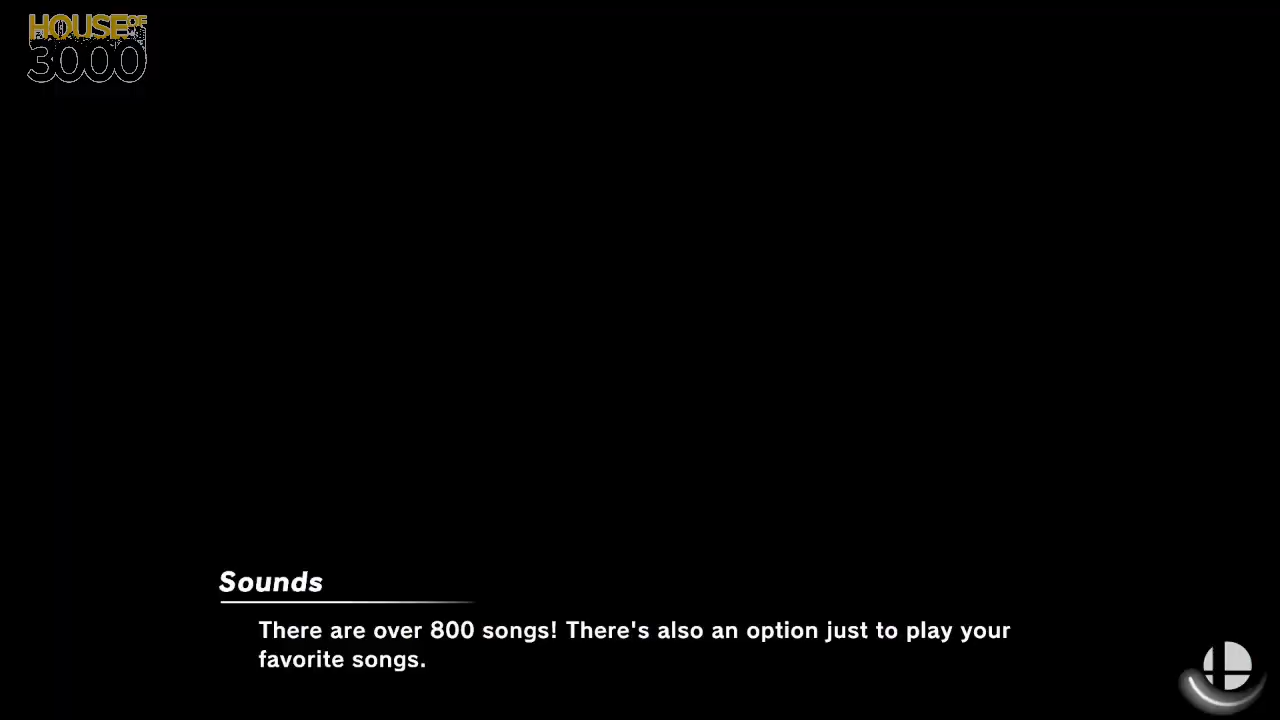 HOUSE OF
3000
Sounds
There are over 800 songs! There's also an option just to play your
favorite songs.